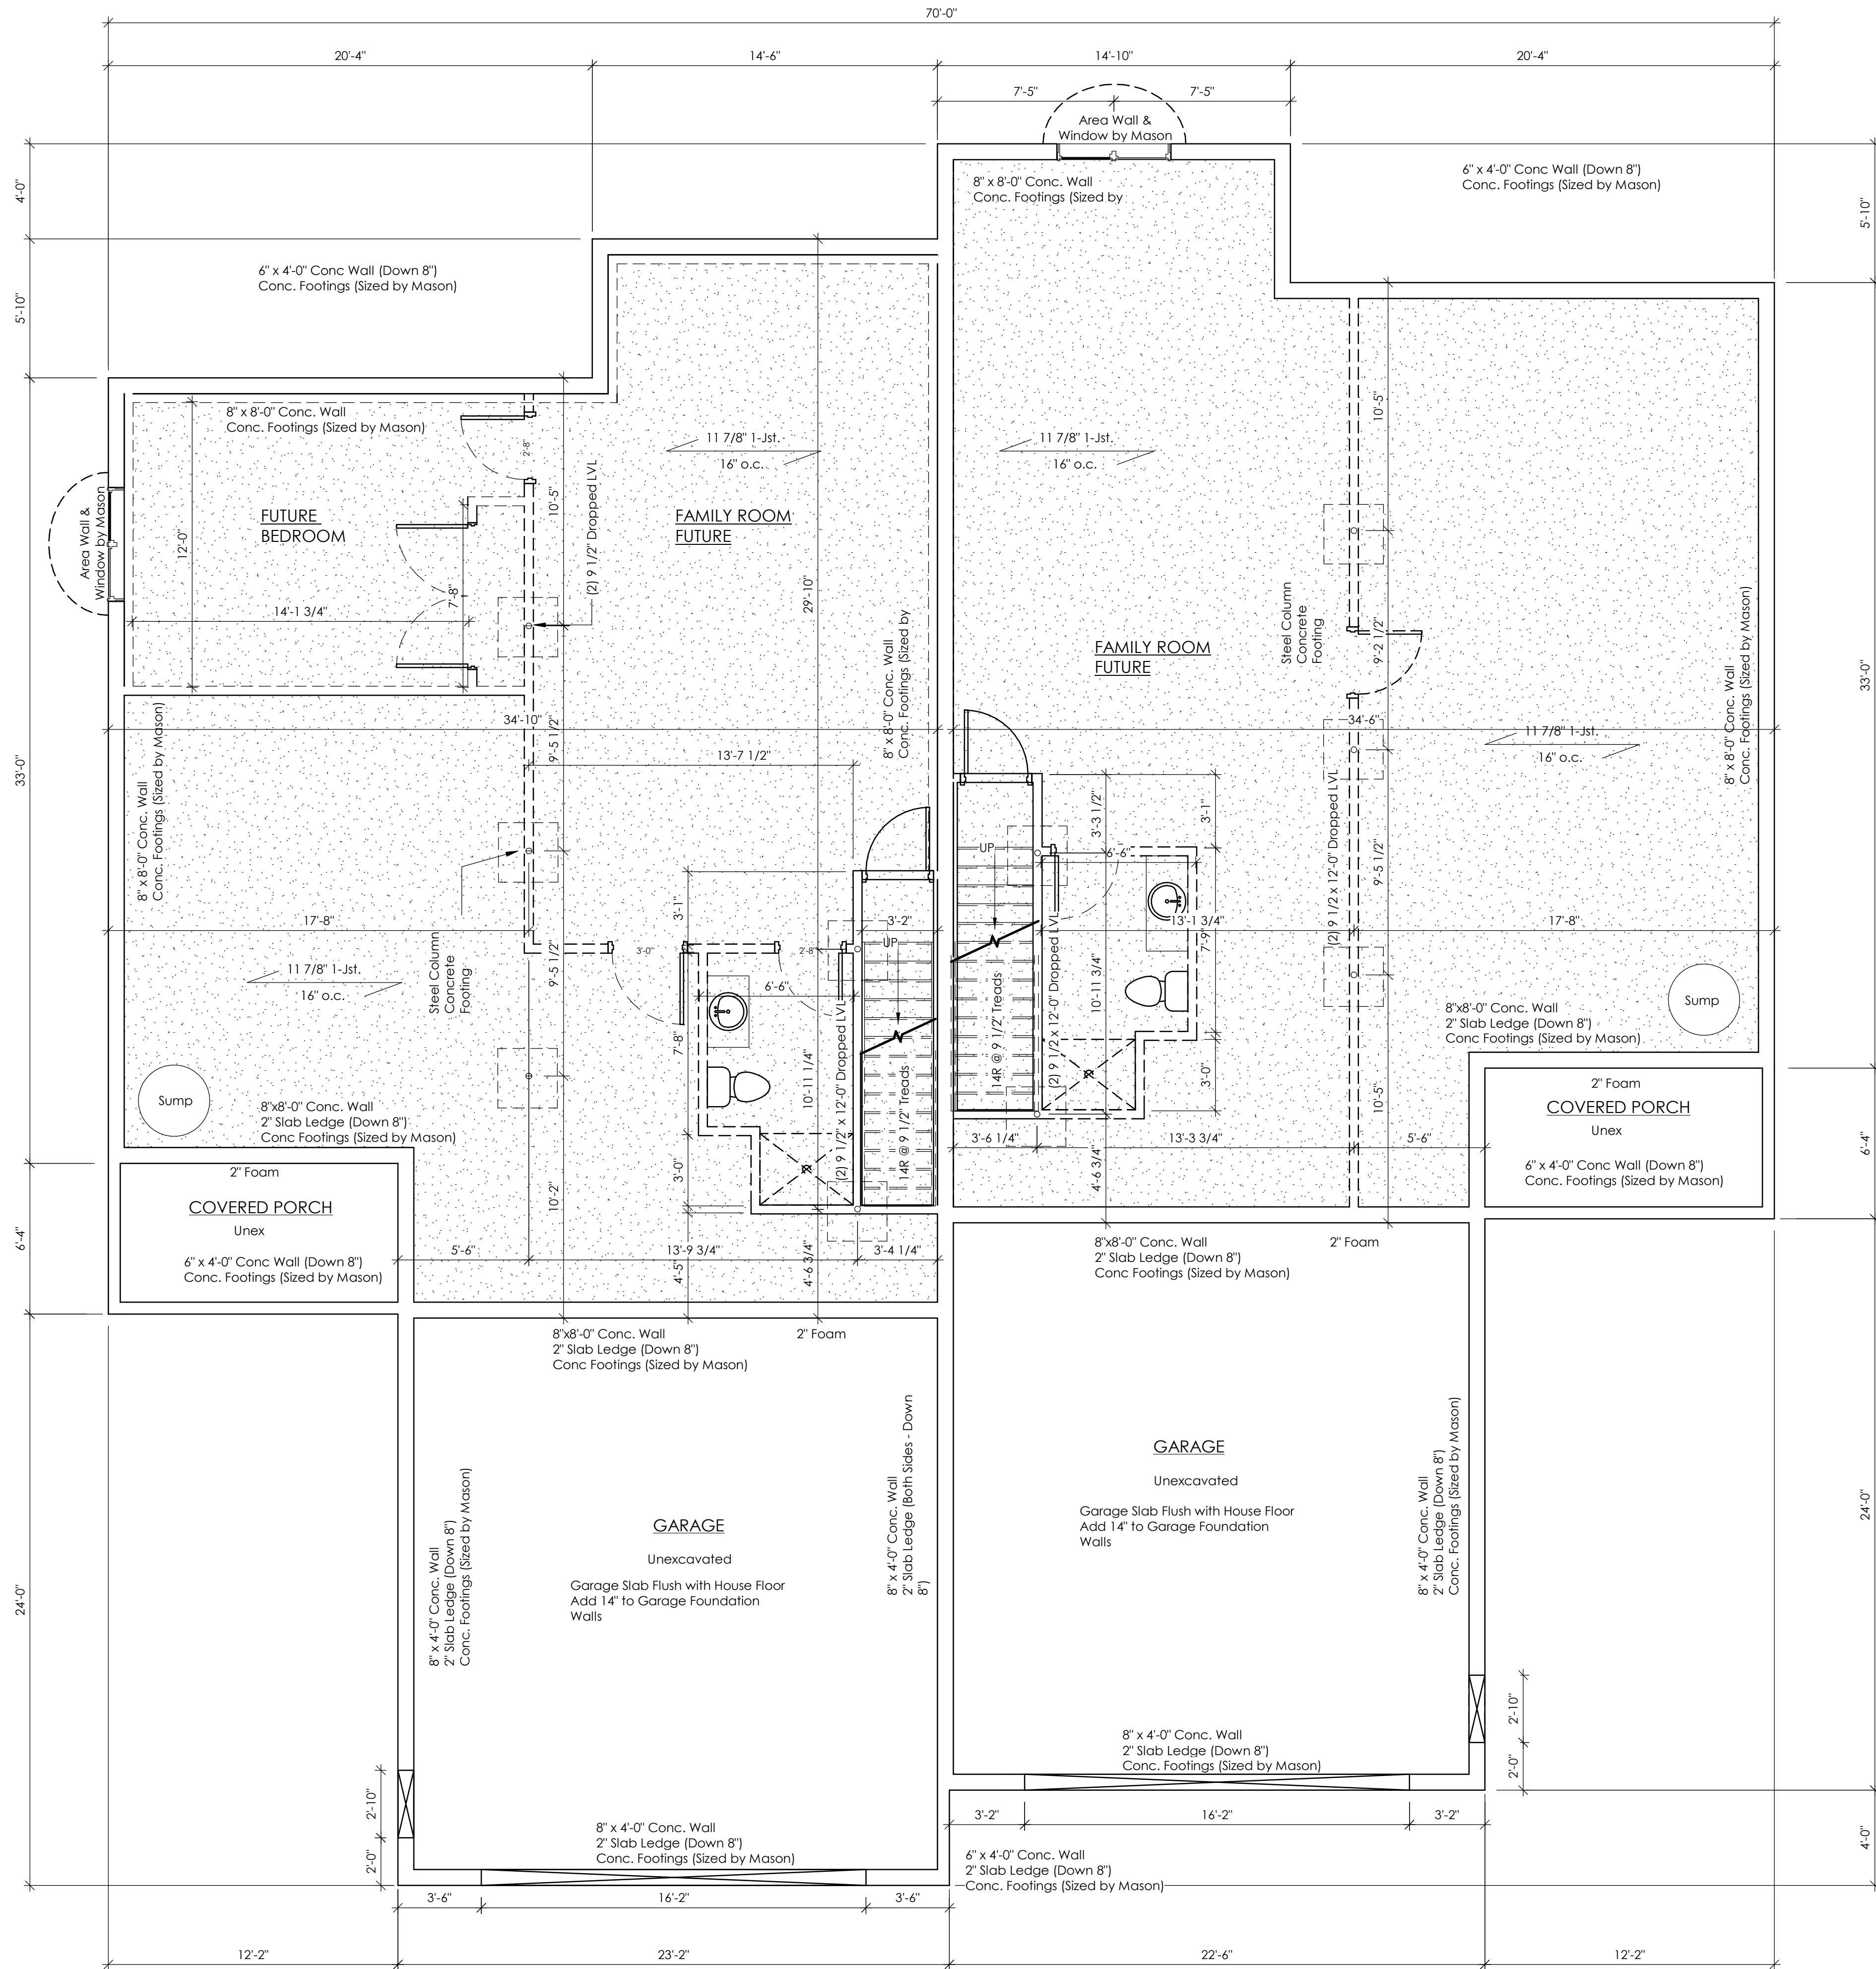 70'-0"
20'-4"
14'-6"
14'-10"
20'-4"
7'-5"
7'-5"
Area Wall &
Window by Mason
4'-0"
5'-10"
33'-0"
6'-4"
24'-0"
5'-10"
33'-0"
6'-4"
24'-0"
4'-0"
6" x 4'-0" Conc Wall (Down 8")
Conc. Footings (Sized by Mason)
8" x 8'-0" Conc. Wall
Conc. Footings (Sized by
6" x 4'-0" Conc Wall (Down 8")
Conc. Footings (Sized by Mason)
8" x 8'-0" Conc. Wall
Conc. Footings (Sized by Mason)
Area Wall &
Window by Mason
FUTURE
BEDROOM
12'-0"
14'-1 3/4"
7'-8"
2'-8"
10'-5"
(2) 9 1/2" Dropped LVL
11 7/8" 1-Jst.
16" o.c.
FAMILY ROOM
FUTURE
29'-10"
8" x 8'-0" Conc. Wall
Conc. Footings (Sized by
11 7/8" 1-Jst.
16" o.c.
FAMILY ROOM
FUTURE
Steel Column
Concrete
Footing
10'-5"
9'-2 1/2"
8" x 8'-0" Conc. Wall
Conc. Footings (Sized by Mason)
34'-10"
34'-6"
9'-5 1/2"
13'-7 1/2"
11 7/8" 1-Jst.
16" o.c.
8" x 8'-0" Conc. Wall
Conc. Footings (Sized by Mason)
17'-8"
11 7/8" 1-Jst.
16" o.c.
Steel Column
Concrete
Footing
9'-5 1/2"
3'-1"
3'-0"
2'-8"
6'-6"
7'-8"
3'-0"
10'-11 1/4"
(2) 9 1/2" x 12'-0" Dropped LVL
3'-2"
UP
14R @ 9 1/2" Treads
UP
14R @ 9 1/2" Treads
(2) 9 1/2 x 12'-0" Dropped LVL
3'-3 1/2"
3'-1"
6'-6"
13'-1 3/4"
7'-9"
10'-11 3/4"
3'-0"
(2) 9 1/2 x 12'-0" Dropped LVL
9'-5 1/2"
17'-8"
Sump
8"x8'-0" Conc. Wall
2" Slab Ledge (Down 8")
Conc Footings (Sized by Mason)
10'-5"
3'-6 1/4"
13'-3 3/4"
5'-6"
4'-6 3/4"
2" Foam
COVERED PORCH
Unex
6" x 4'-0" Conc Wall (Down 8")
Conc. Footings (Sized by Mason)
Sump
8"x8'-0" Conc. Wall
2" Slab Ledge (Down 8")
Conc Footings (Sized by Mason)
2" Foam
COVERED PORCH
Unex
6" x 4'-0" Conc Wall (Down 8")
Conc. Footings (Sized by Mason)
10'-2"
5'-6"
13'-9 3/4"
3'-4 1/4"
4'-5"
4'-6 3/4"
8"x8'-0" Conc. Wall
2" Slab Ledge (Down 8")
Conc Footings (Sized by Mason)
2" Foam
8"x8'-0" Conc. Wall
2" Slab Ledge (Down 8")
Conc Footings (Sized by Mason)
2" Foam
GARAGE
Unexcavated
Garage Slab Flush with House Floor
Add 14" to Garage Foundation
Walls
8" x 4'-0" Conc. Wall
2" Slab Ledge (Down 8")
Conc. Footings (Sized by Mason)
8" x 4'-0" Conc. Wall
2" Slab Ledge (Both Sides - Down
8")
GARAGE
Unexcavated
Garage Slab Flush with House Floor
Add 14" to Garage Foundation
Walls
8" x 4'-0" Conc. Wall
2" Slab Ledge (Down 8")
Conc. Footings (Sized by Mason)
8" x 4'-0" Conc. Wall
2" Slab Ledge (Down 8")
Conc. Footings (Sized by Mason)
2'-10"
2'-0"
3'-2"
16'-2"
3'-2"
2'-10"
2'-0"
8" x 4'-0" Conc. Wall
2" Slab Ledge (Down 8")
Conc. Footings (Sized by Mason)
6" x 4'-0" Conc. Wall
2" Slab Ledge (Down 8")
Conc. Footings (Sized by Mason)
3'-6"
16'-2"
3'-6"
12'-2"
23'-2"
22'-6"
12'-2"
9'-5 1/2"